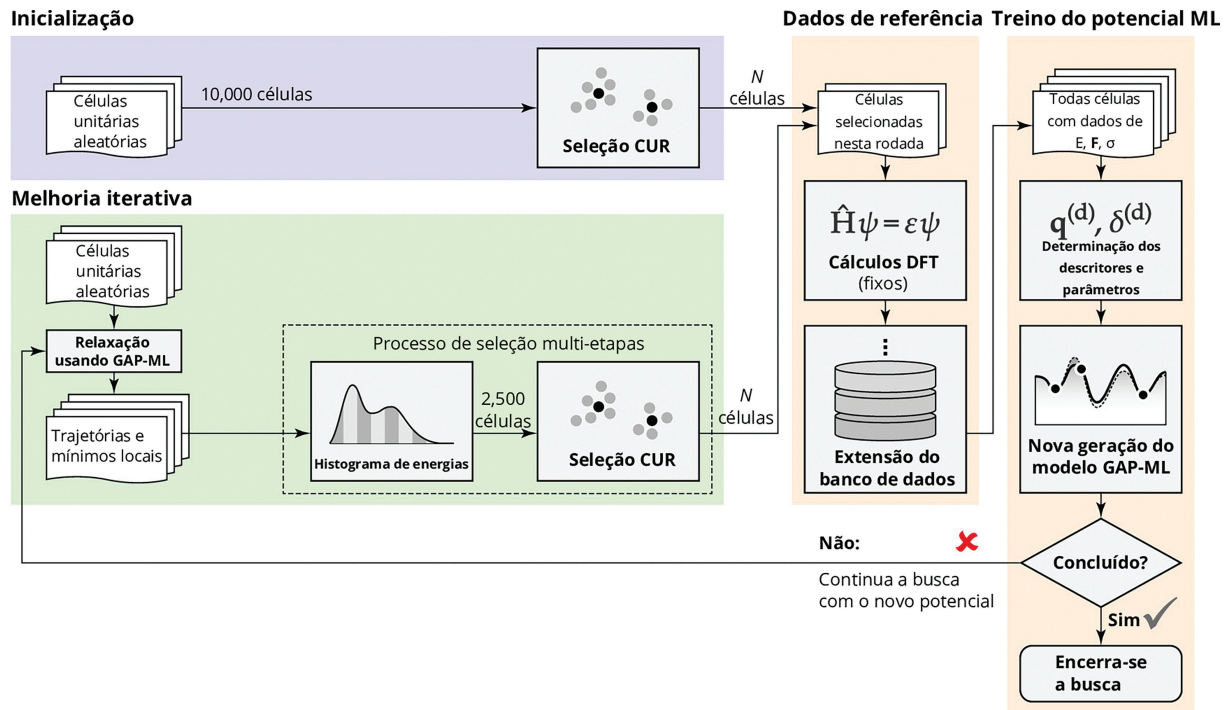 Inicialização
Células
unitárias
aleatórias
10,000 células
Seleção CUR
N
células
Melhoria iterativa
Células
unitárias
aleatórias
Relaxação
usando GAP-ML
Trajetórias e
mínimos locais
Processo de seleção multi-etapas
Histograma de energias
2,500
células
Seleção CUR
N
células
Dados de referência
Células
selecionadas
nesta rodada
Ĥψ = εψ
Cálculos DFT
(fixos)
Extensão do
banco de dados
Treino do potencial ML
Todas células
com dados de
E, F, σ
q(d), δ(d)
Determinação dos
descritores e
parâmetros
Nova geração do
modelo GAP-ML
Concluído?
Não:
Continua a busca
com o novo potencial
Sim
Encerra-se
a busca